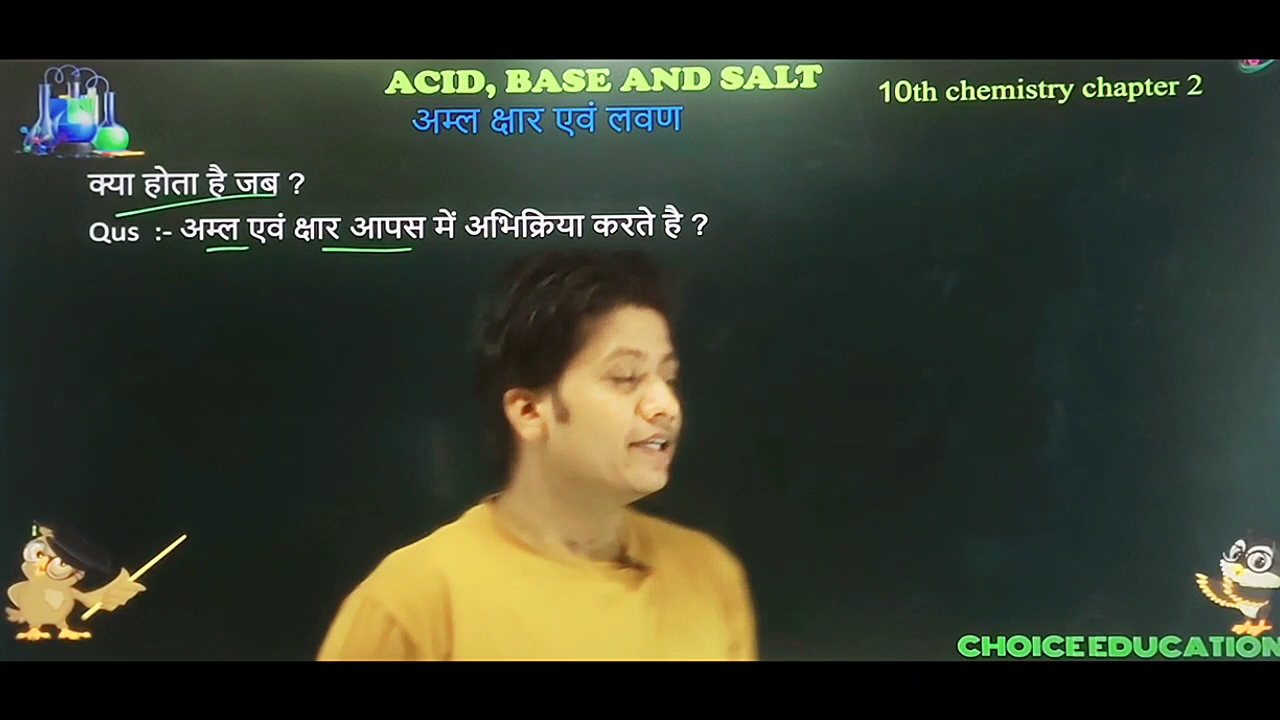 ACID, BASE AND SALT
10th chemistry chapter 2
अम्ल क्षार एवं लवण
क्या होता है जब ?
Qus :- अम्ल एवं क्षार आपस में अभिक्रिया करते है ?
CHOICE EDUCATION